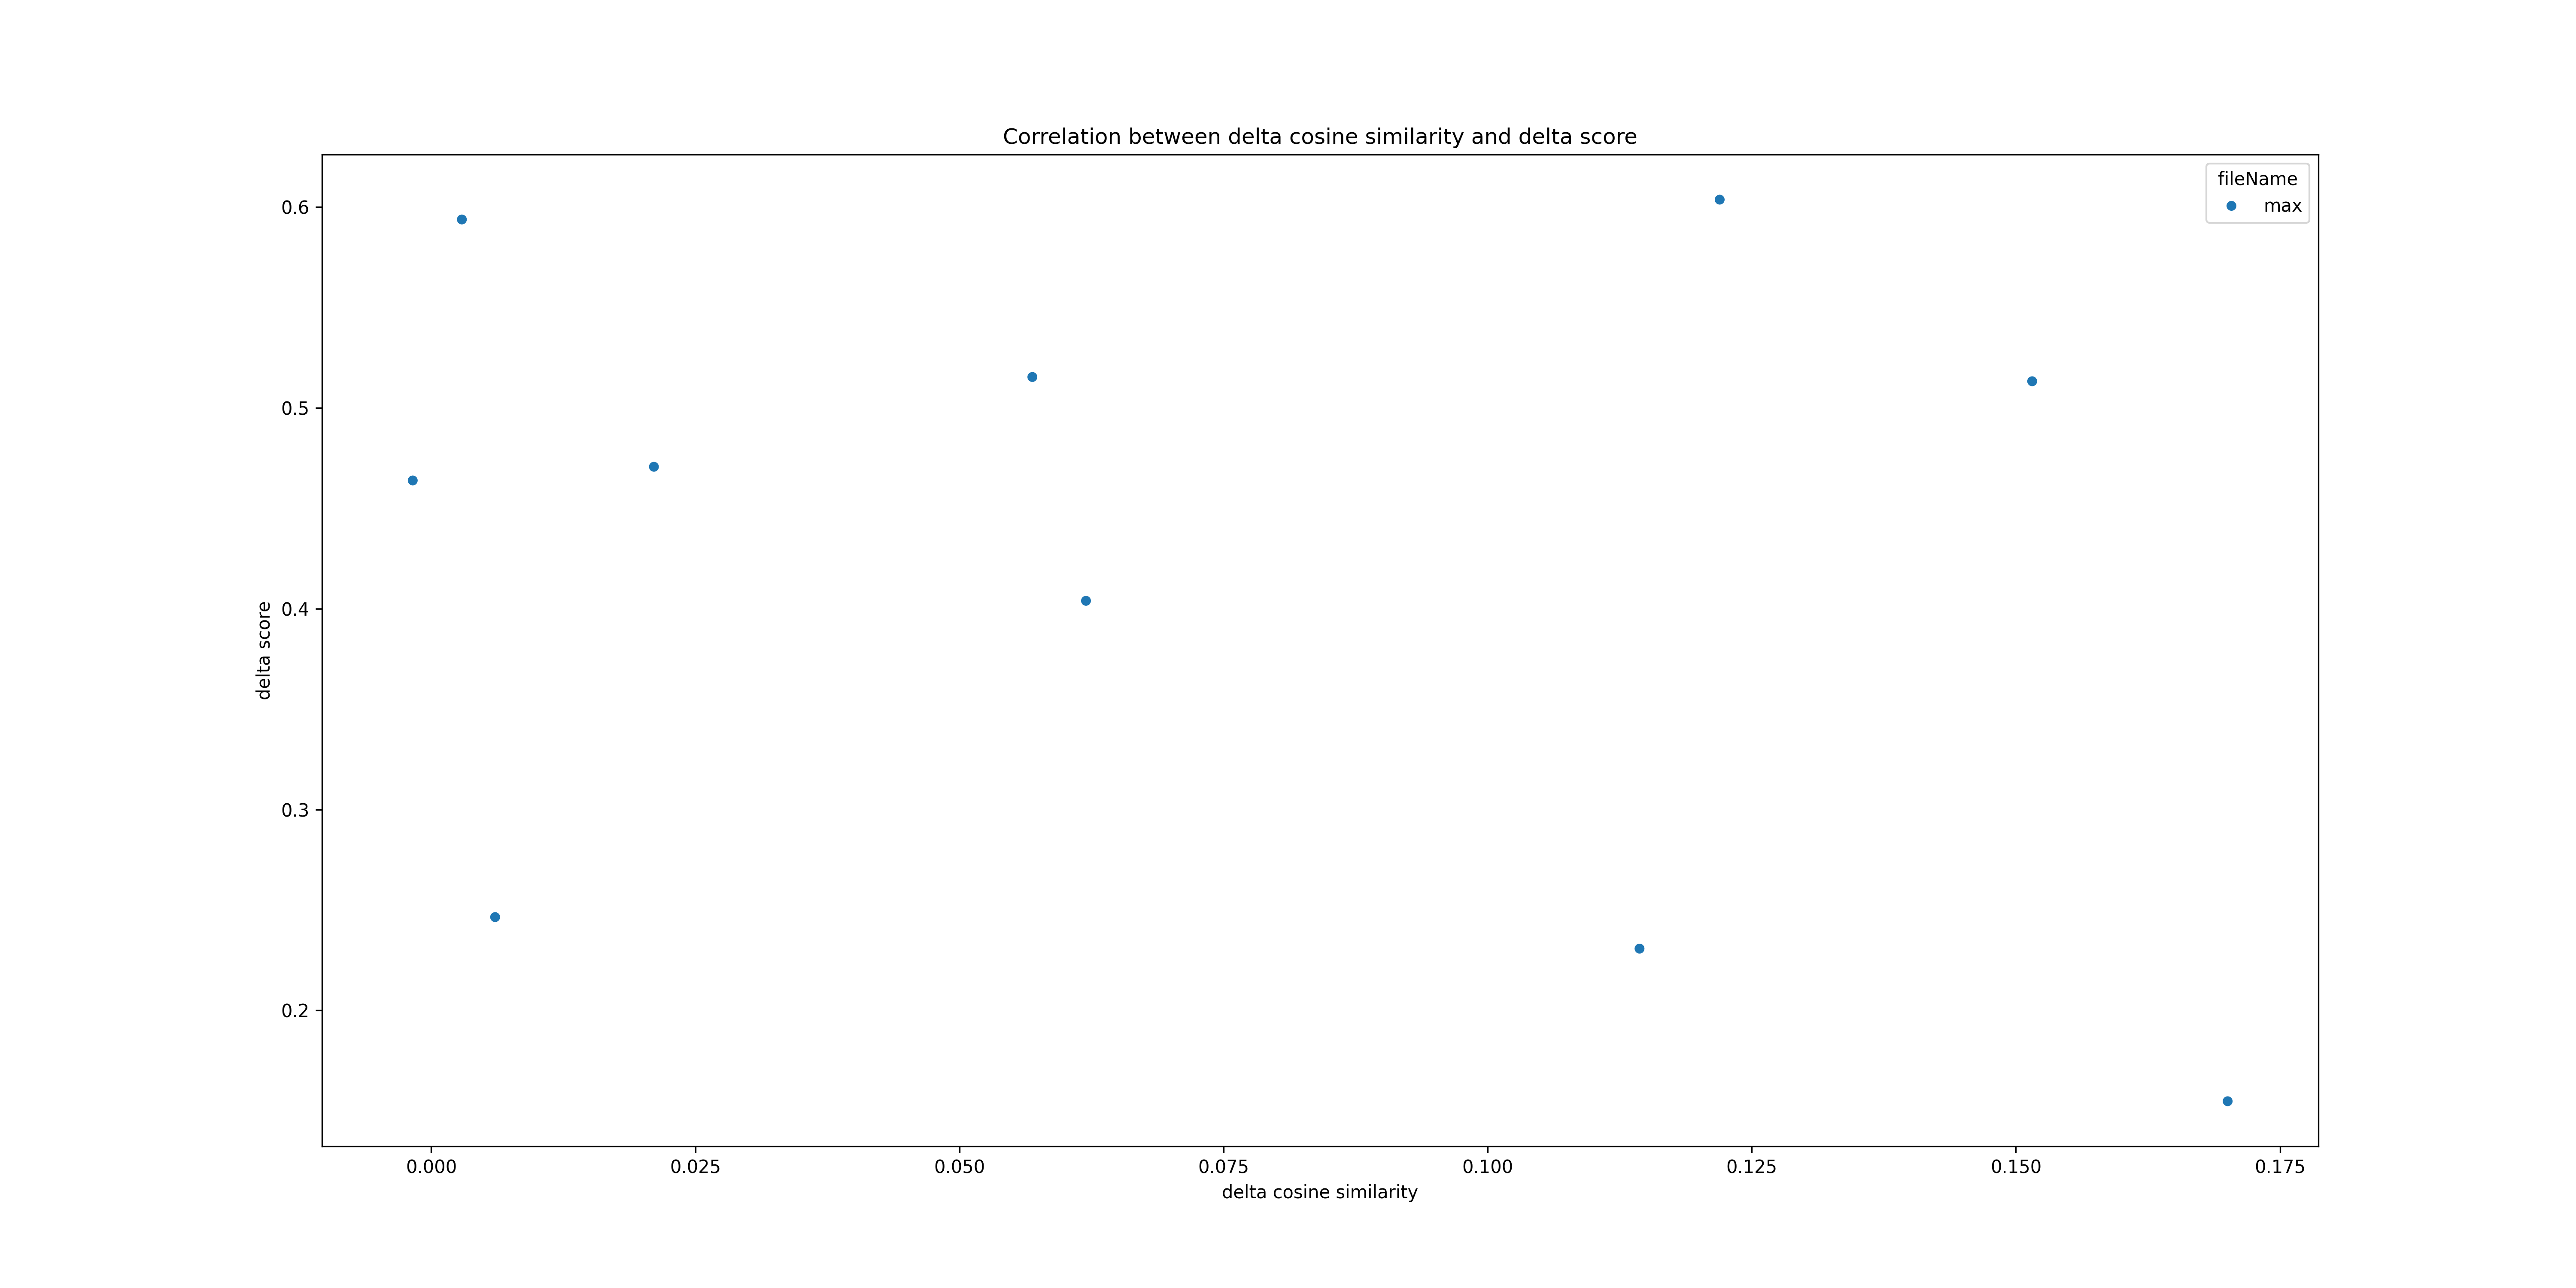 Correlation between delta cosine similarity and delta score
fileName
max
0.6
0.5
0.4
0.3
0.2
delta score
0.000 0.025 0.050 0.075 0.100 0.125 0.150 0.175
delta cosine similarity